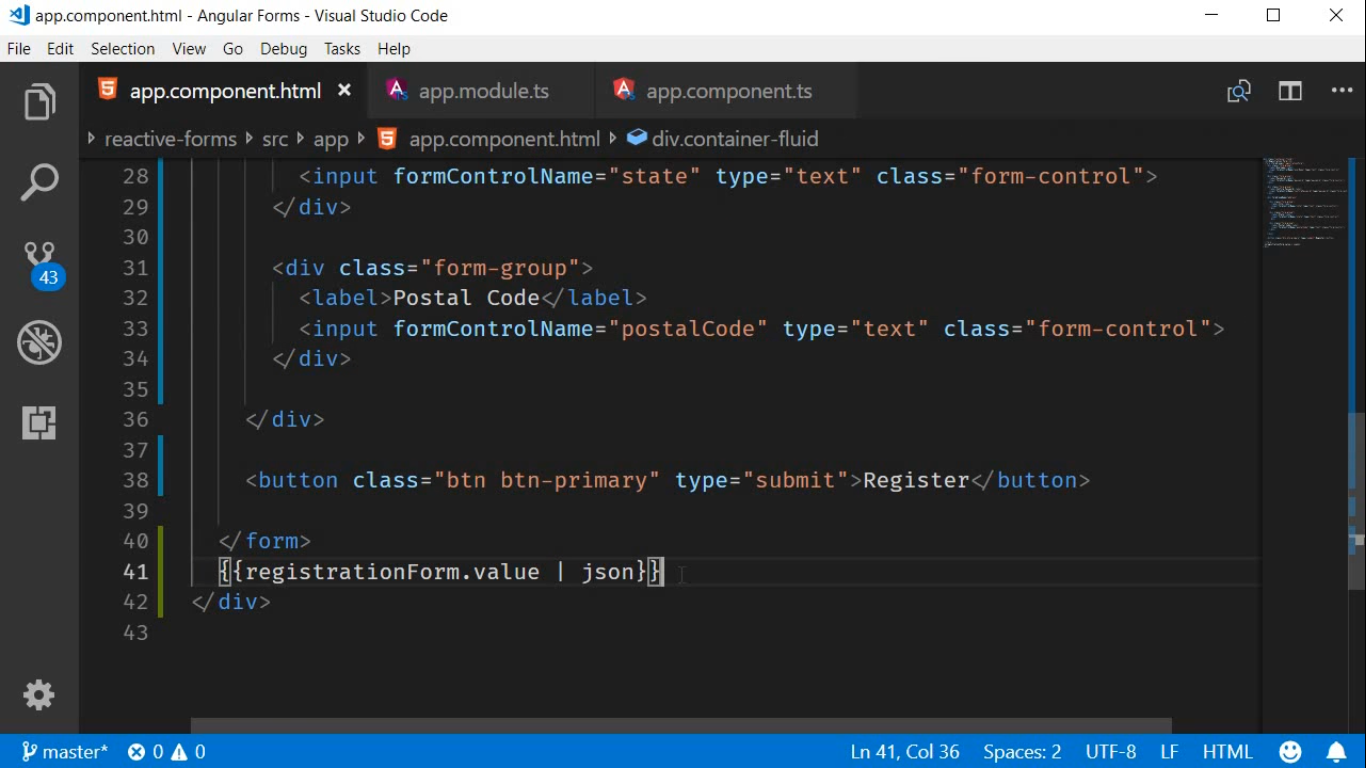 app.component.html - Angular Forms - Visual Studio Code
File Edit Selection View Go Debug Tasks Help
app.component.html app.module.ts app.component.ts
reactive-forms src app app.component.html div.container-fluid
28 <input formControlName="state" type="text" class="form-control">
29 </div>
30
31 <div class="form-group">
32 <label>Postal Code</label>
33 <input formControlName="postalCode" type="text" class="form-control">
34 </div>
35
36 </div>
37
38 <button class="btn btn-primary" type="submit">Register</button>
39
40 </form>
41 {{registrationForm.value | json}}
42 </div>
43
43
master* 0 0 Ln 41, Col 36 Spaces: 2 UTF-8 LF HTML